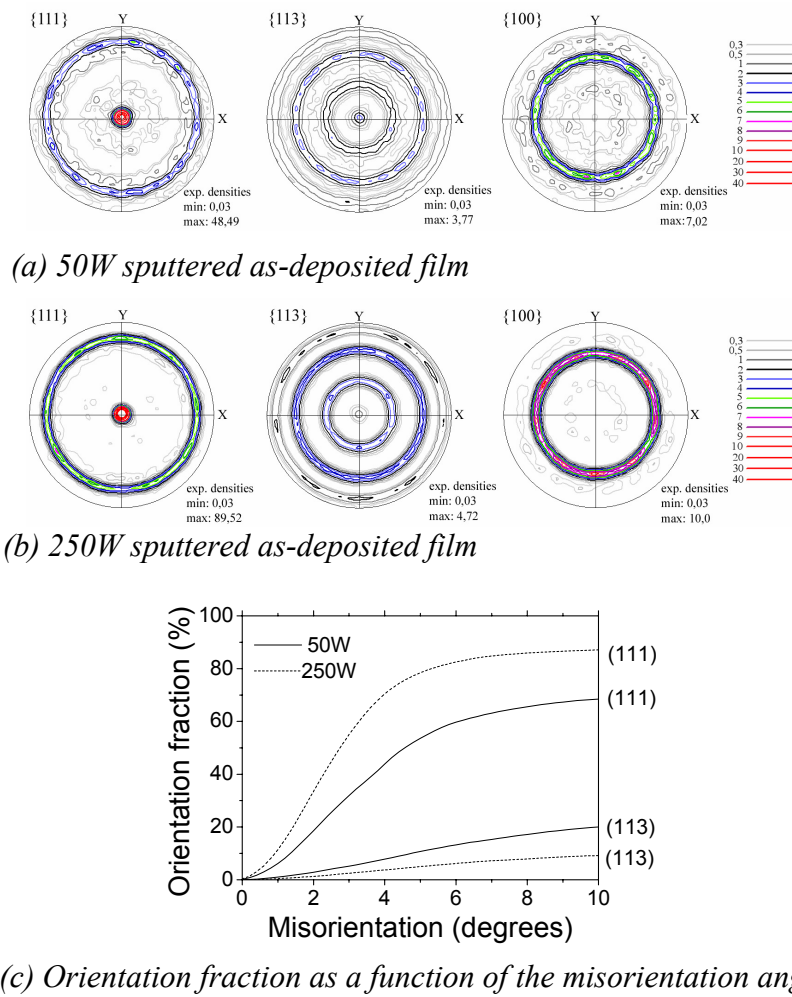 {111} Y X exp. densities min: 0,03 max: 48,49
{113} Y X exp. densities min: 0,03 max: 3,77
{100} Y X exp. densities min: 0,03 max:7,02
0,3
0,5
1
2
3
4
5
6
7
8
9
10
20
30
40
(a) 50W sputtered as-deposited film
{111} Y X exp. densities min: 0,03 max: 89,52
{113} Y X exp. densities min: 0,03 max: 4,72
{100} Y X exp. densities min: 0,03 max: 10,0
0,3
0,5
1
2
3
4
5
6
7
8
9
10
20
30
40
(b) 250W sputtered as-deposited film
Orientation fraction (%)
100
80
60
40
20
0
50W
250W
(111)
(111)
(113)
(113)
0 2 4 6 8 10
Misorientation (degrees)
(c) Orientation fraction as a function of the misorientation ang